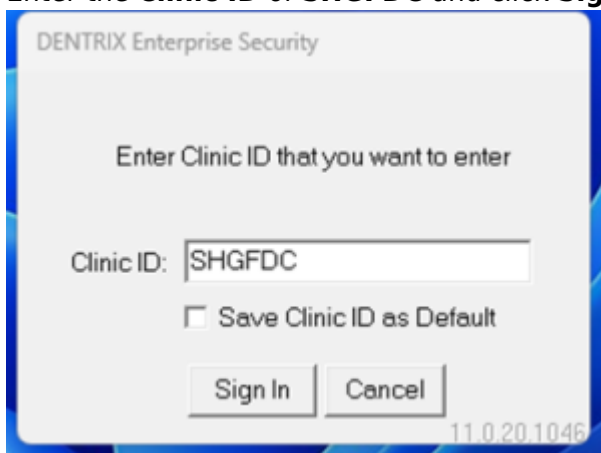 DENTRIX Enterprise Security
Enter Clinic ID that you want to enter
Clinic ID: SHGFDC
Save Clinic ID as Default
Sign In Cancel
11.0.20.1046